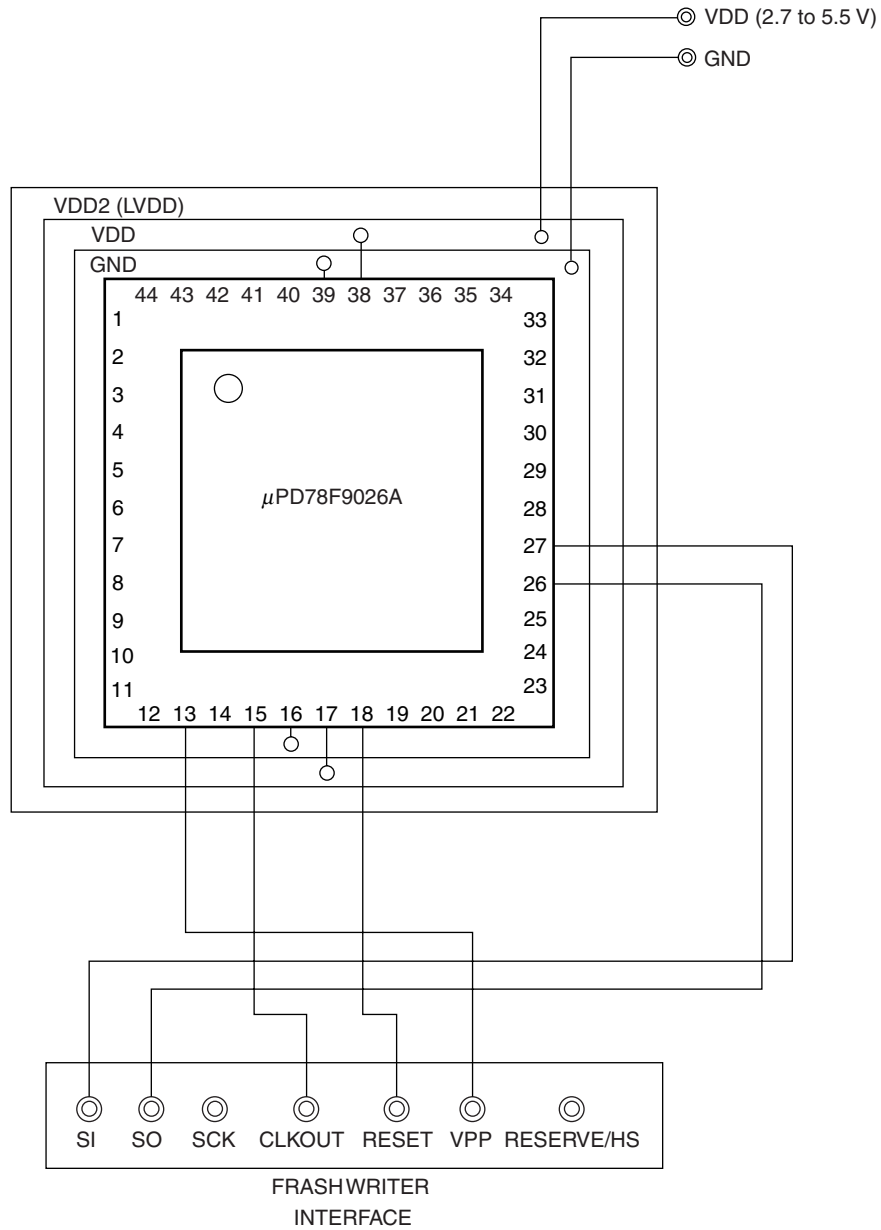 VDD (2.7 to 5.5 V)
GND
VDD2 (LVDD)
VDD
GND
44 43 42 41 40 39 38 37 36 35 34
1 33
2 32
3 31
4 30
5 29
μPD78F9026A
6 28
7 27
8 26
9 25
10 24
11 23
12 13 14 15 16 17 18 19 20 21 22
SI SO SCK CLKOUT RESET VPP RESERVE/HS
FRASHWRITER
INTERFACE